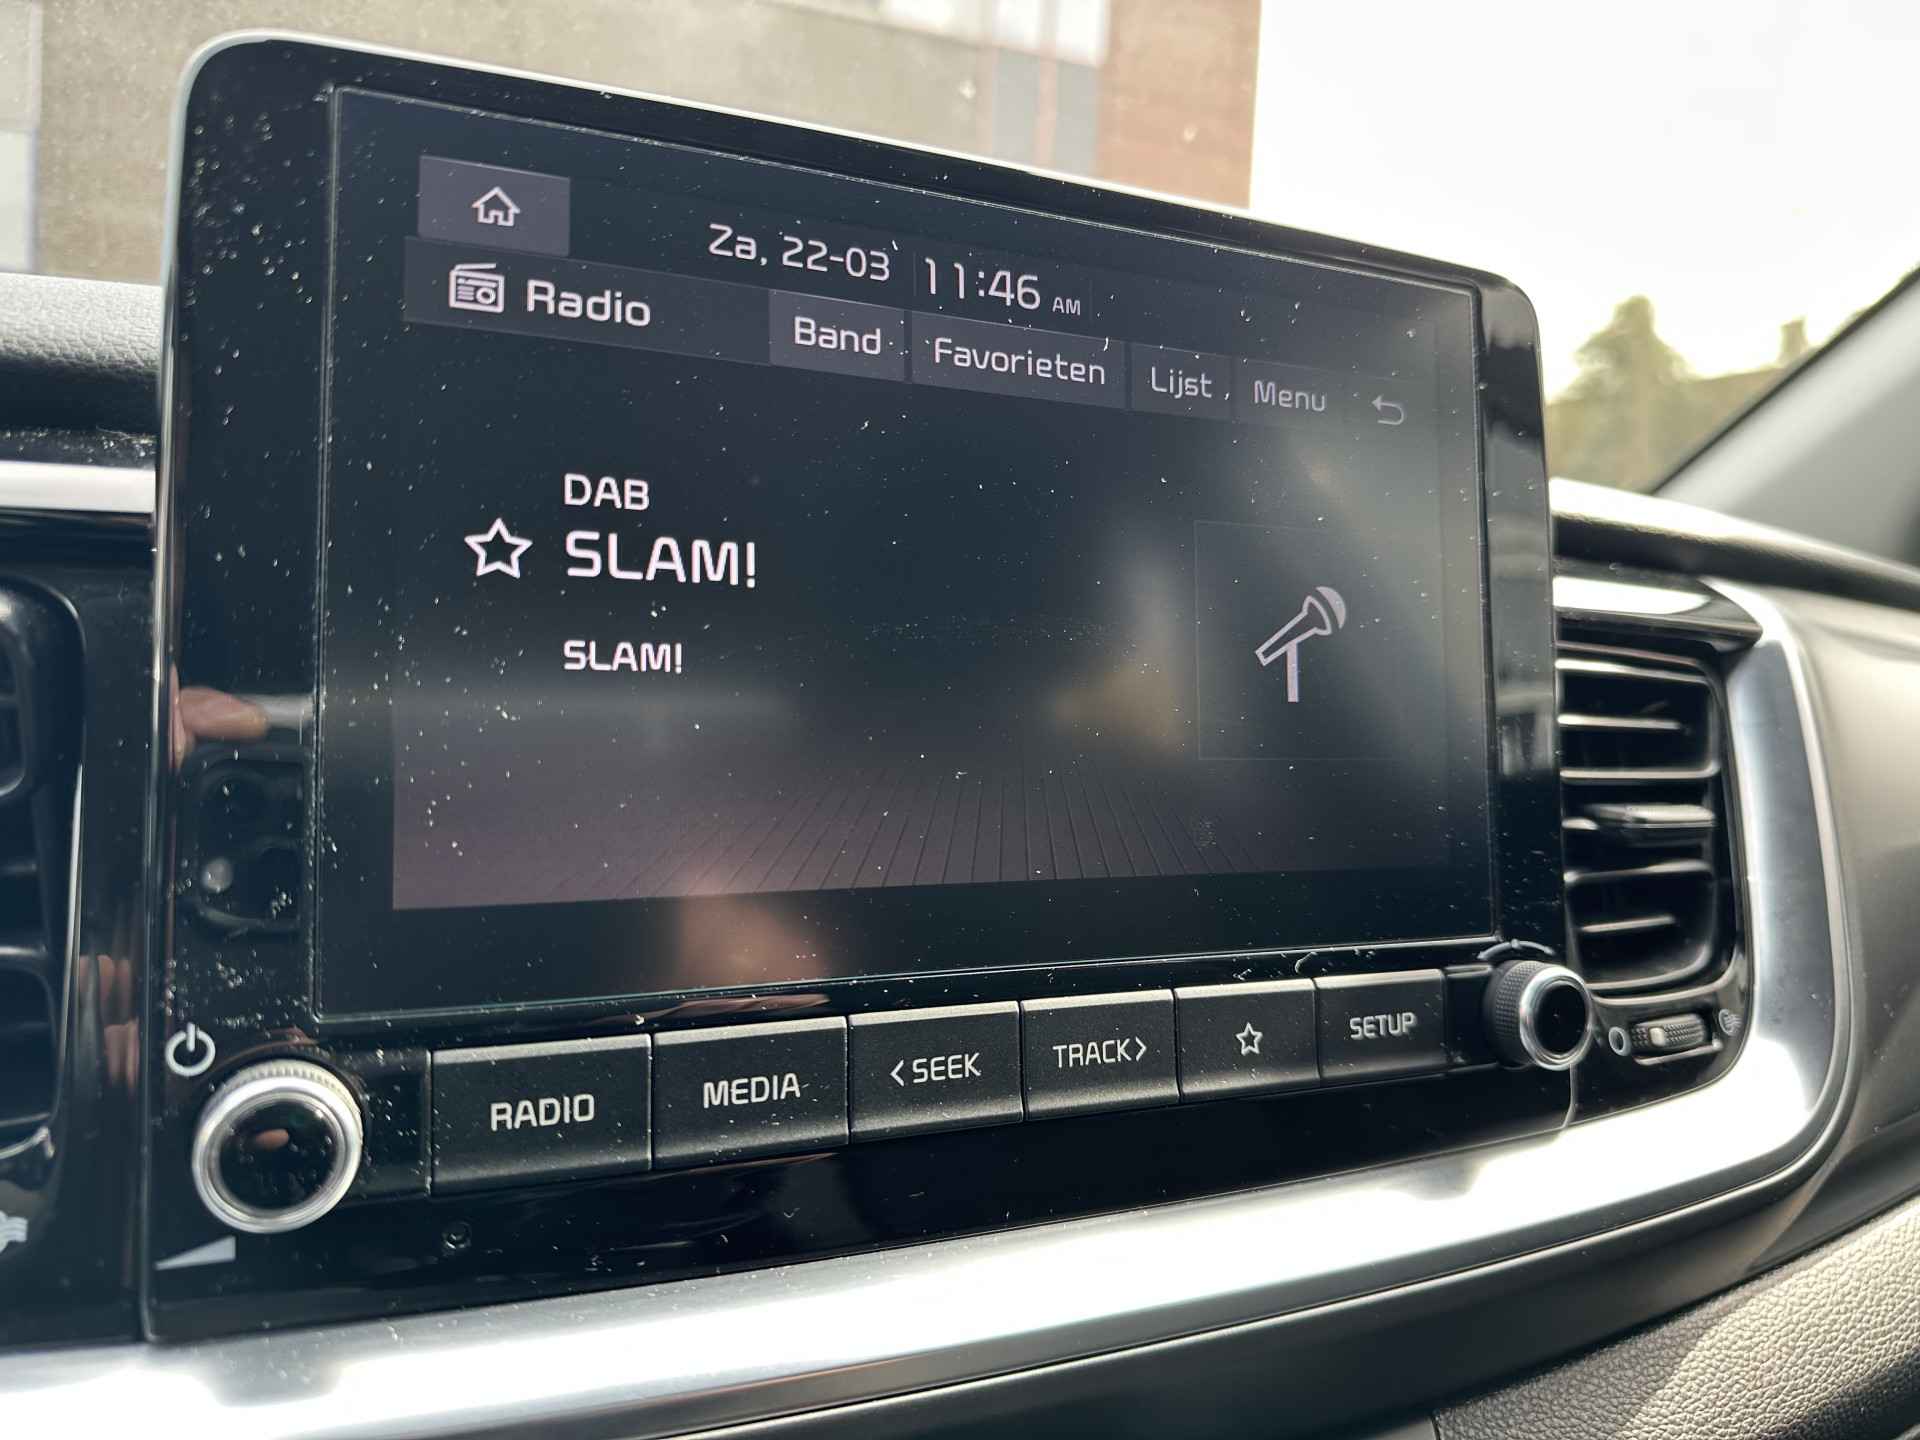 Za, 22-03 11:46 AM
Radio Band Favorieten Lijst Menu
DAB
SLAM!
SLAM!
RADIO MEDIA <SEEK TRACK> SETUP